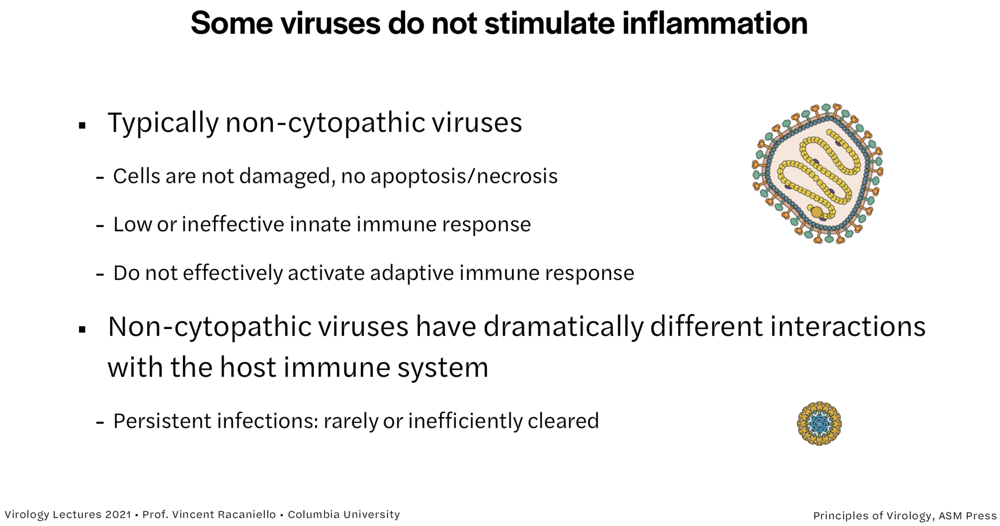 Some viruses do not stimulate inflammation
▪ Typically non-cytopathic viruses
- Cells are not damaged, no apoptosis/necrosis
- Low or ineffective innate immune response
- Do not effectively activate adaptive immune response
▪ Non-cytopathic viruses have dramatically different interactions
with the host immune system
- Persistent infections: rarely or inefficiently cleared
Virology Lectures 2021 ▪ Prof. Vincent Racaniello ▪ Columbia University
Principles of Virology, ASM Press